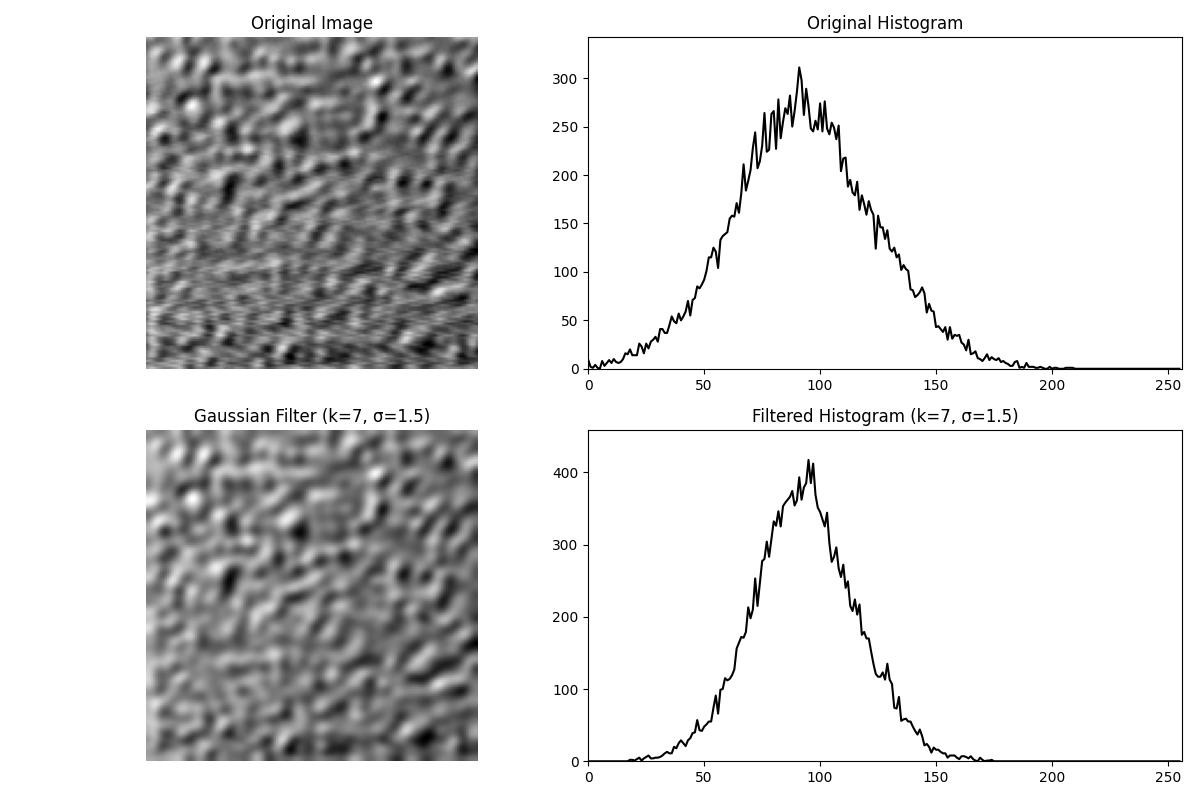 Original Image
Original Histogram
300
250
200
150
100
50
0
0 50 100 150 200 250
Gaussian Filter (k=7, σ=1.5)
Filtered Histogram (k=7, σ=1.5)
400
300
200
100
0
0 50 100 150 200 250